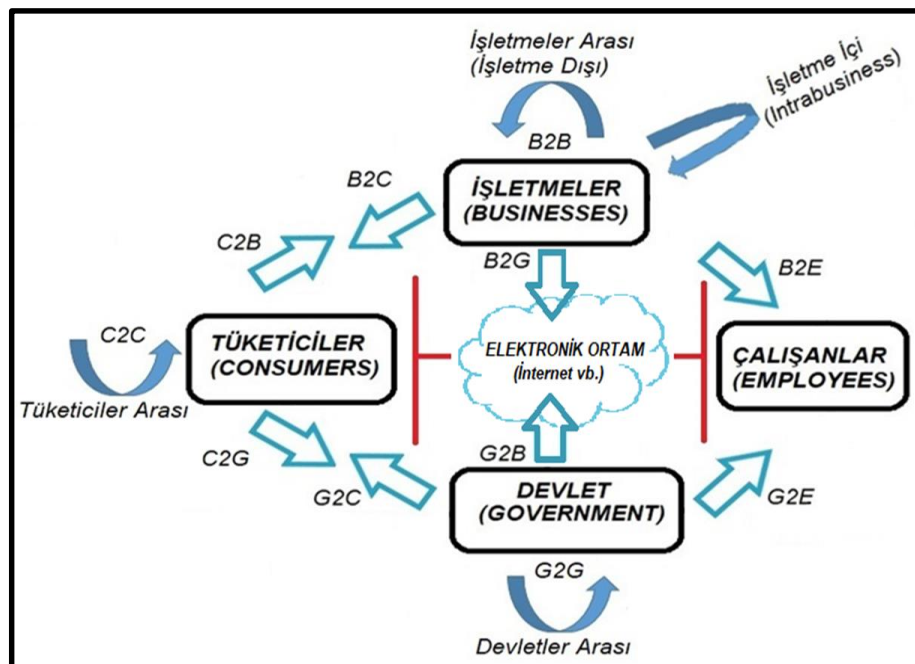 İşletmeler Arası
(İşletme Dışı)
İşletme İçi
(Intrabusiness)
B2B
B2C
İŞLETMELER
(BUSINESSES)
C2B
B2G
B2E
C2C
TÜKETİCİLER
(CONSUMERS)
ELEKTRONİK ORTAM
(İnternet vb.)
ÇALIŞANLAR
(EMPLOYEES)
Tüketiciler Arası
C2G
G2B
G2C
DEVLET
(GOVERNMENT)
G2E
G2G
Devletler Arası